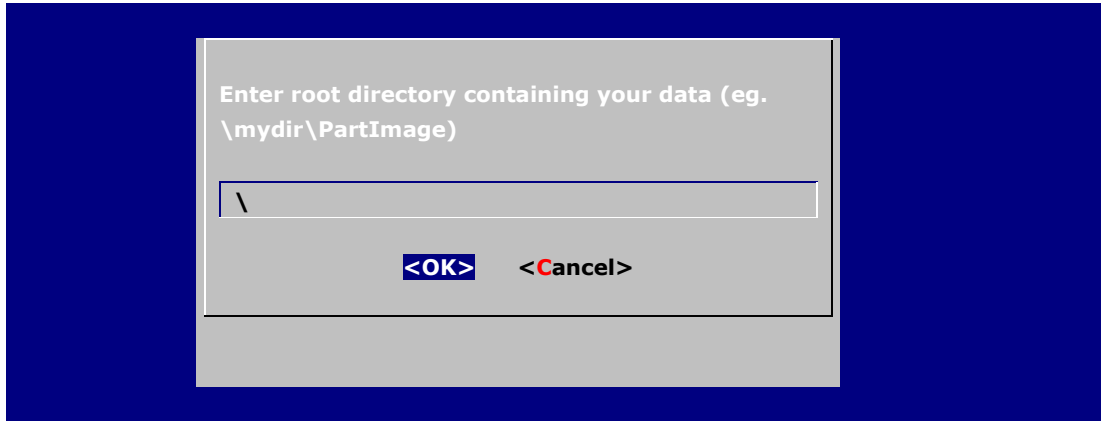 Enter root directory containing your data (eg.
\mydir\PartImage)
\
<OK> <Cancel>